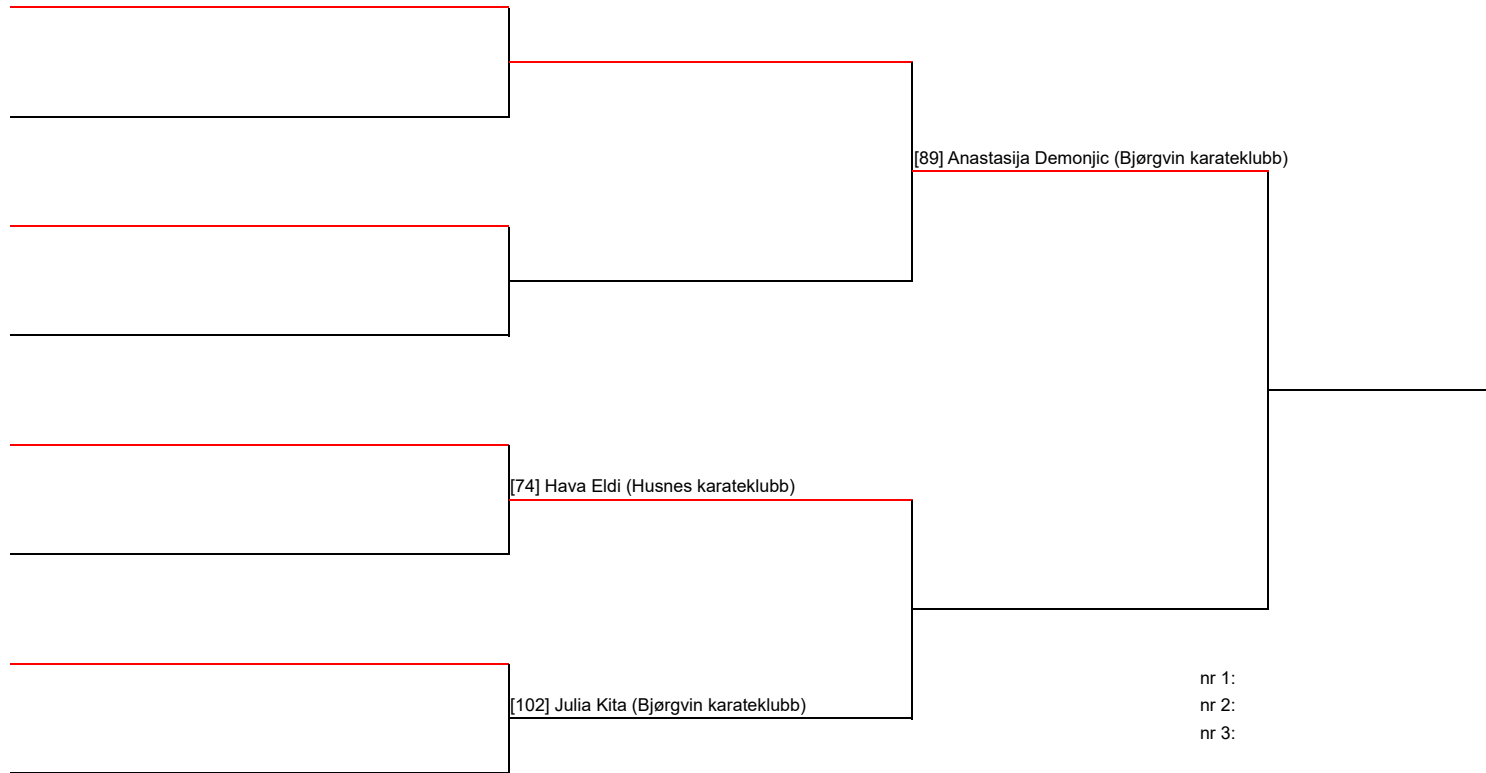 [89] Anastasija Demonjic (Bjørgvin karateklubb)
[74] Hava Eldi (Husnes karateklubb)
[102] Julia Kita (Bjørgvin karateklubb)
nr 1:
nr 2:
nr 3: